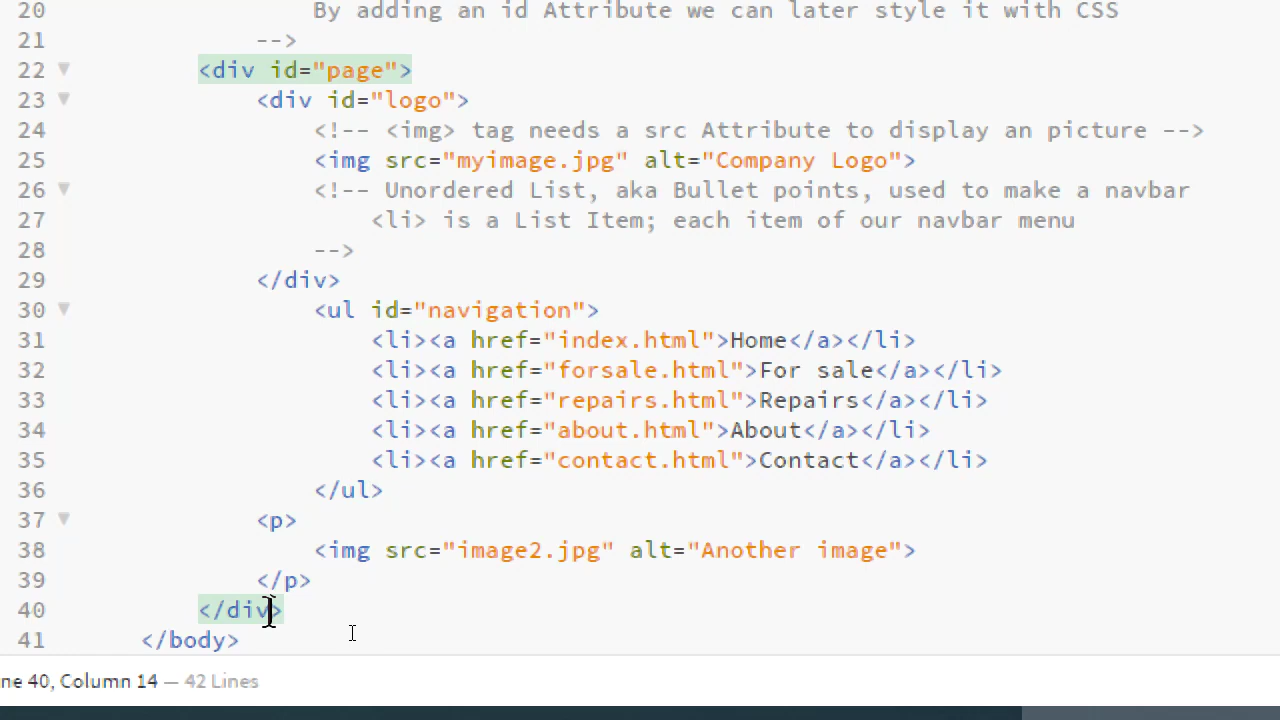 20 By adding an id Attribute we can later style it with CSS
21 -->
22 <div id="page">
23 <div id="logo">
24 <!-- <img> tag needs a src Attribute to display an picture -->
25 <img src="myimage.jpg" alt="Company Logo">
26 <!-- Unordered List, aka Bullet points, used to make a navbar
27 <li> is a List Item; each item of our navbar menu
28 -->
29 </div>
30 <ul id="navigation">
31 <li><a href="index.html">Home</a></li>
32 <li><a href="forsale.html">For sale</a></li>
33 <li><a href="repairs.html">Repairs</a></li>
34 <li><a href="about.html">About</a></li>
35 <li><a href="contact.html">Contact</a></li>
36 </ul>
37 <p>
38 <img src="image2.jpg" alt="Another image">
39 </p>
40 </div>
41 </body>
ne 40, Column 14 — 42 Lines